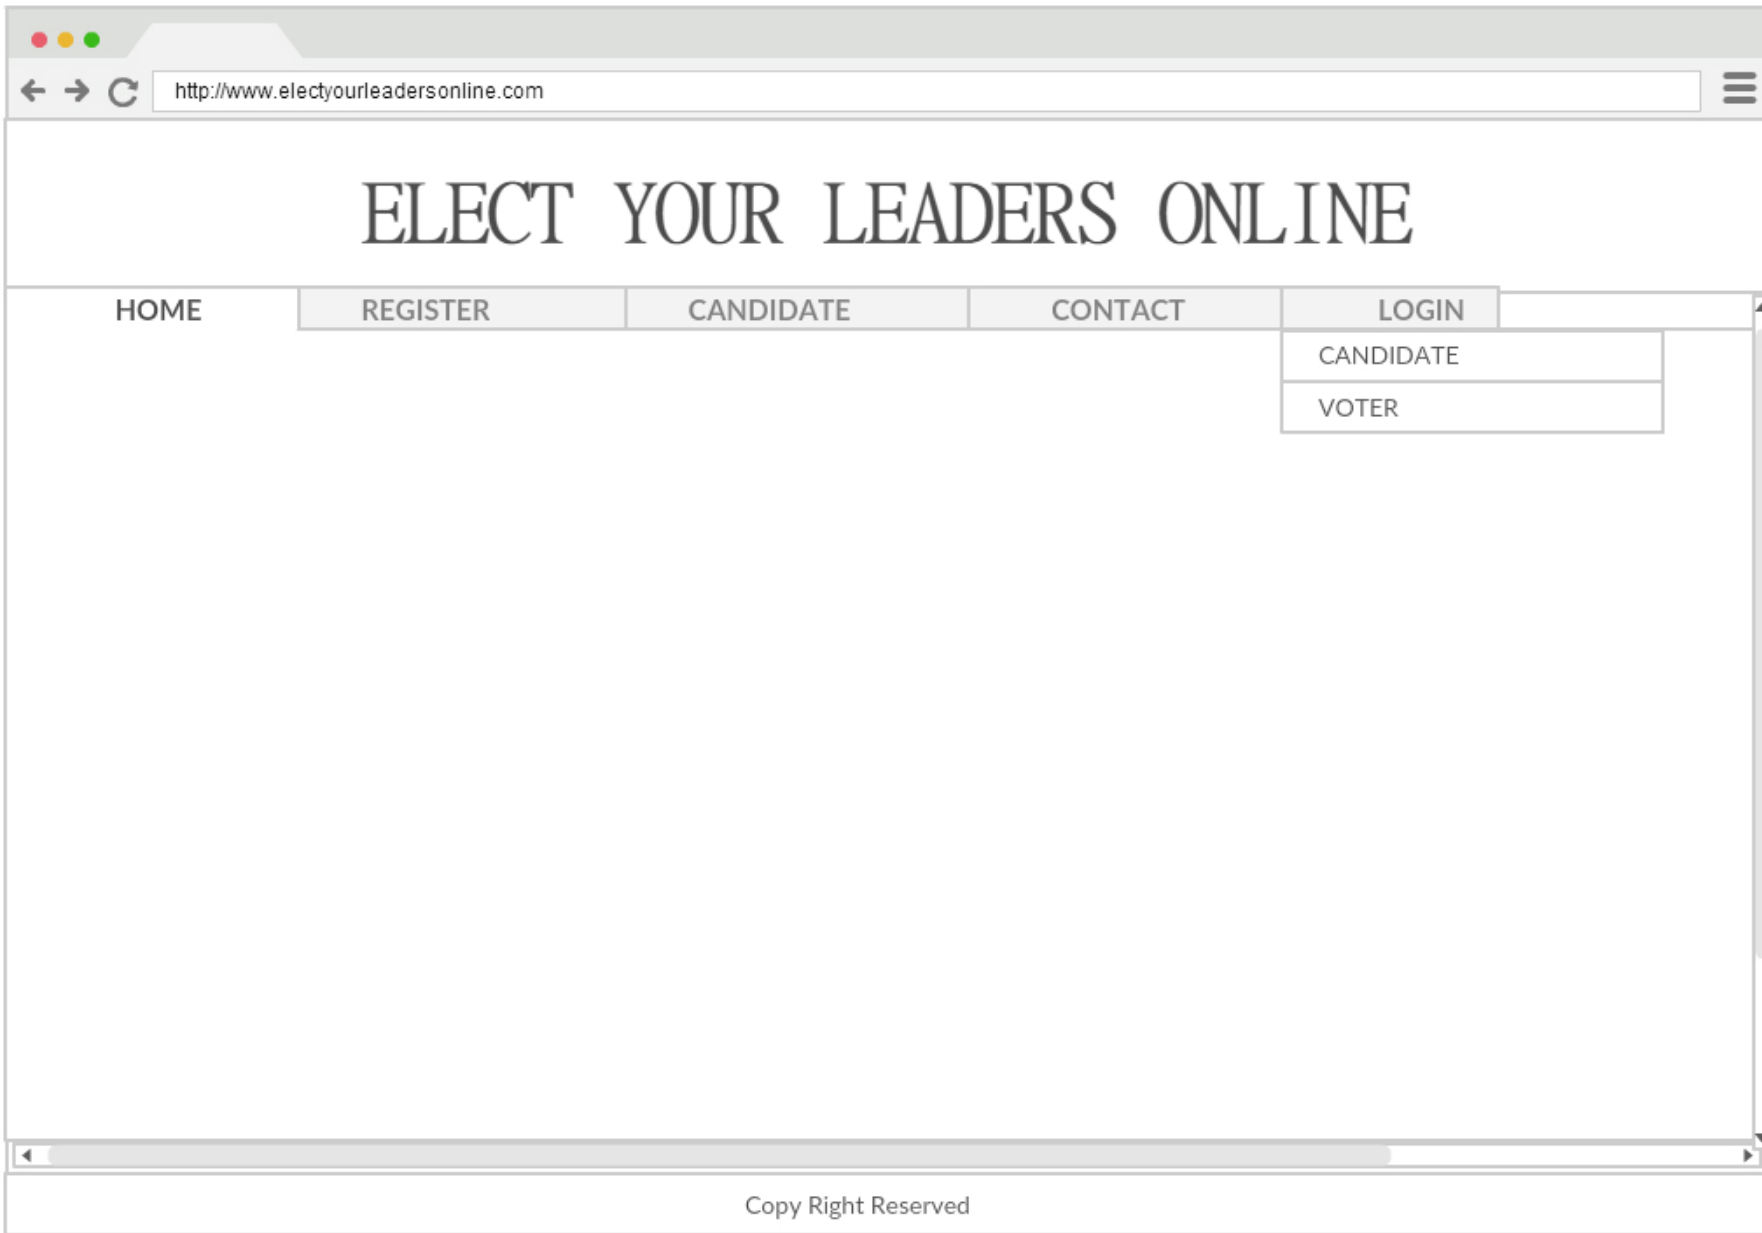 http://www.electyourleadersonline.com
ELECT YOUR LEADERS ONLINE
HOME REGISTER CANDIDATE CONTACT LOGIN
CANDIDATE
VOTER
Copy Right Reserved